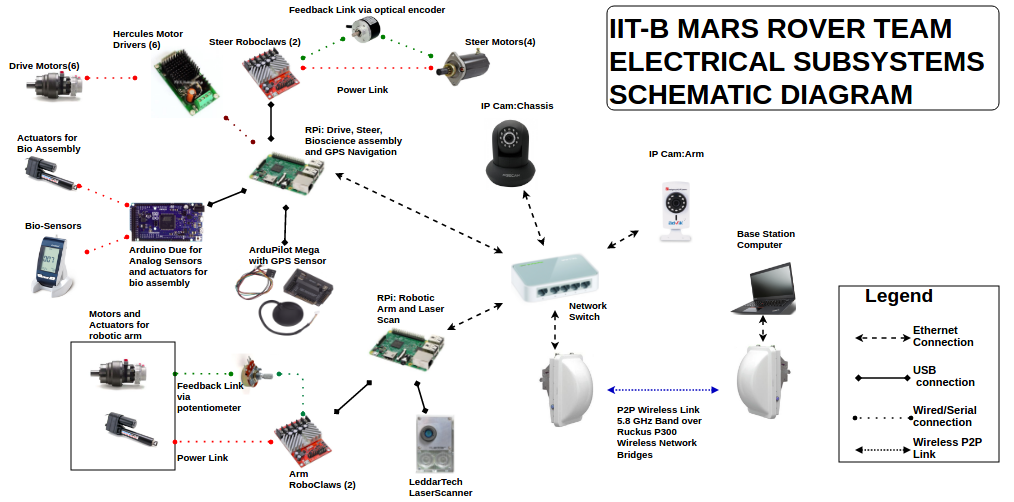 IIT-B MARS ROVER TEAM
ELECTRICAL SUBSYSTEMS
SCHEMATIC DIAGRAM
Feedback Link via optical encoder
Hercules Motor
Drivers (6)
Steer Roboclaws (2)
Steer Motors(4)
Drive Motors(6)
Power Link
IP Cam:Chassis
RPi: Drive, Steer,
Bioscience assembly
and GPS Navigation
Actuators for
Bio Assembly
IP Cam:Arm
Bio-Sensors
Base Station
Computer
Arduino Due for
Analog Sensors
and actuators for
bio assembly
ArduPilot Mega
with GPS Sensor
RPi: Robotic
Arm and Laser
Scan
Network
Switch
Motors and
Actuators for
robotic arm
Feedback Link
via
potentiometer
Power Link
Arm
RoboClaws (2)
LeddarTech
LaserScanner
P2P Wireless Link
5.8 GHz Band over
Ruckus P300
Wireless Network
Bridges
Legend
Ethernet
Connection
USB
connection
Wired/Serial
connection
Wireless P2P
Link